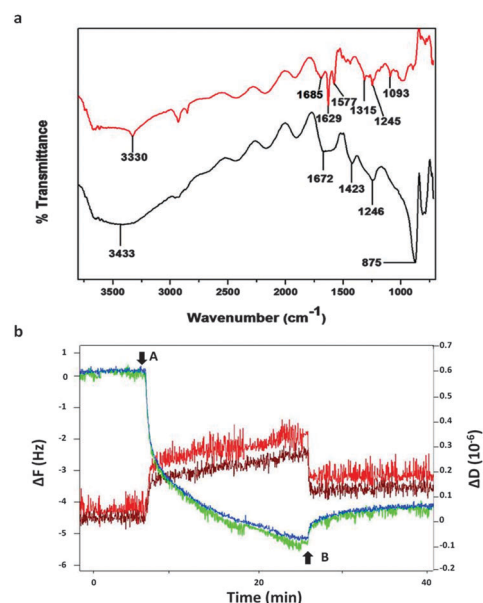 a
% Transmittance
3330
1685
1629
1577
1315
1245
1093
3433
1672
1423
1246
875
3500 3000 2500 2000 1500 1000
Wavenumber (cm-1)
b
ΔF (Hz)
1
0
-1
-2
-3
-4
-5
-6
A
B
0.7
0.6
0.5
0.4
0.3
0.2
0.1
0
-0.1
-0.2
ΔD (10-6)
0 20 40
Time (min)